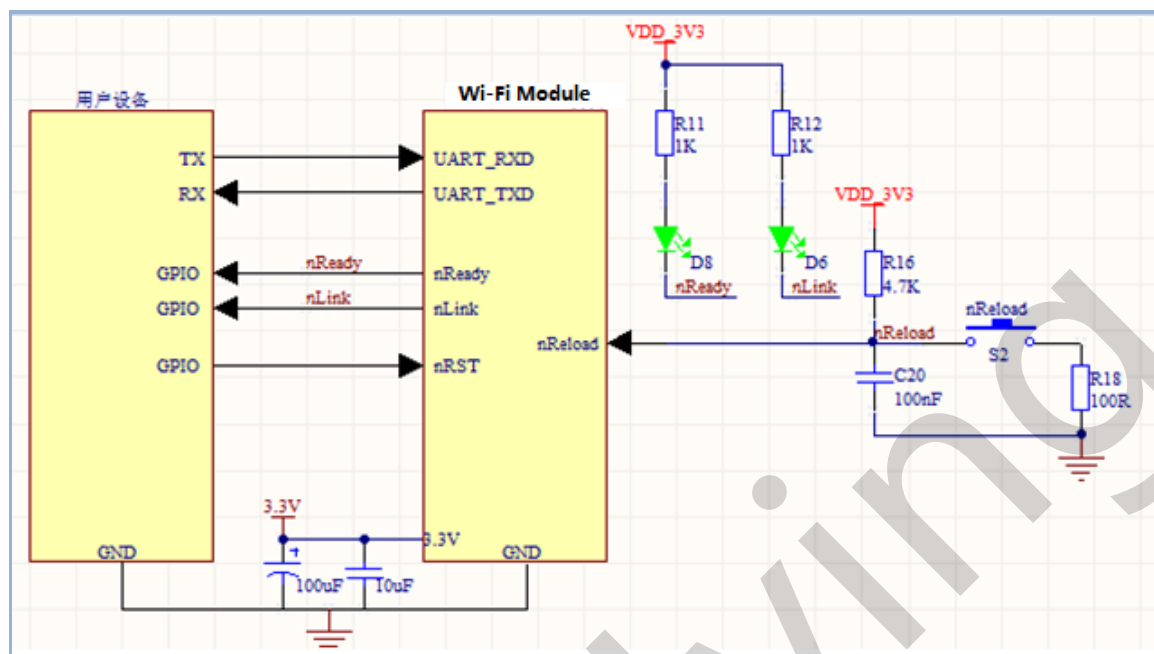 VDD_3V3
用户设备
Wi-Fi Module
R11
1K
R12
1K
TX
UART_RXD
RX
UART_TXD
VDD_3V3
D8
D6
R16
4.7K
GPIO
nReady
nReady
nReady
nLink
GPIO
nLink
nLink
nReload
nReload
nReload
S2
GPIO
nRST
C20
100nF
R18
100R
3.3V
3.3V
GND
GND
+
100uF
10uF
ving